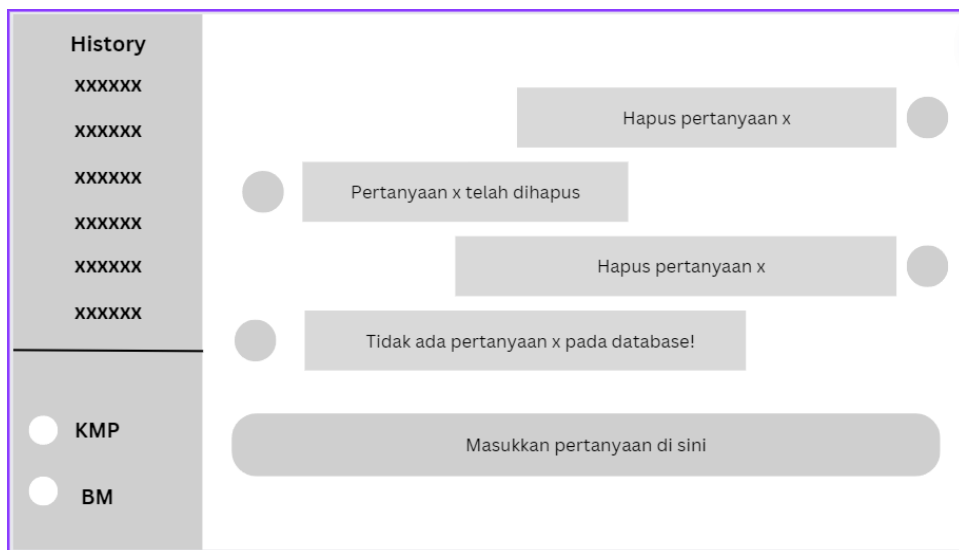 History
xxxxxx
xxxxxx
xxxxxx
xxxxxx
xxxxxx
xxxxxx
KMP
BM
Hapus pertanyaan x
Pertanyaan x telah dihapus
Hapus pertanyaan x
Tidak ada pertanyaan x pada database!
Masukkan pertanyaan di sini